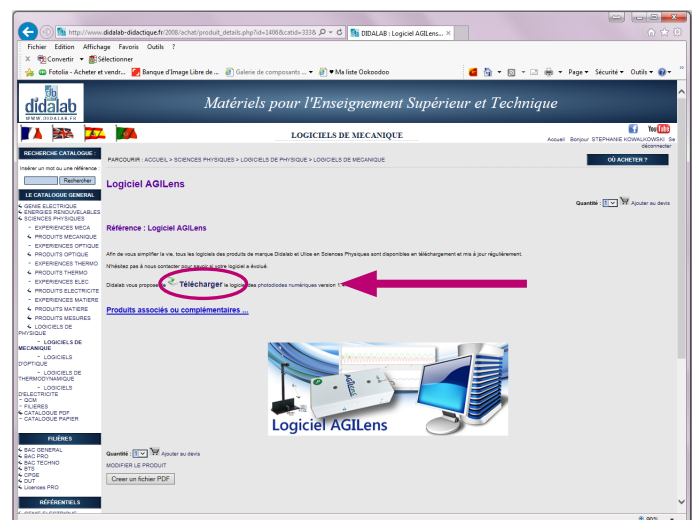 http://www.didalab-didactique.fr/2008/achat/produit_details.php?id=1406&catid=333&
DIDALAB : Logiciel AGILens...
Fichier Edition Affichage Favoris Outils ?
Convertir Sélectionner
Fotolia - Acheter et vendr... Banque d'Image Libre de ... Galerie de composants ... Ma liste Ookoodoo
Page Sécurité Outils
didalab
WWW.DIDALAB.FR
Matériels pour l'Enseignement Supérieur et Technique
LOGICIELS DE MECANIQUE
YouTube
Accueil Bonjour STEPHANIE KOWALKOWSKI Se
déconnecter
RECHERCHE CATALOGUE :
Insérer un mot ou une référence :
Rechercher
PARCOURIR : ACCUEIL > SCIENCES PHYSIQUES > LOGICIELS DE PHYSIQUE > LOGICIELS DE MECANIQUE
OÙ ACHETER ?
LE CATALOGUE GENERAL
GENIE ELECTRIQUE
ENERGIES RENOUVELABLES
SCIENCES PHYSIQUES
- EXPERIENCES MECA
PRODUITS MECANIQUE
- EXPERIENCES OPTIQUE
PRODUITS OPTIQUE
- EXPERIENCES THERMO
PRODUITS THERMO
- EXPERIENCES ELEC
PRODUITS ELECTRICITE
- EXPERIENCES MATIERE
PRODUITS MATIERE
PRODUITS MESURES
LOGICIELS DE
PHYSIQUE
- LOGICIELS DE
MECANIQUE
- LOGICIELS
D'OPTIQUE
- LOGICIELS DE
THERMODYNAMIQUE
- LOGICIELS
D'ELECTRICITE
- QCM
- FILIERES
CATALOGUE PDF
- CATALOGUE PAPIER
FILIÈRES
BAC GENERAL
BAC PRO
BAC TECHNO
BTS
CPGE
DUT
Licences PRO
RÉFÉRENTIELS
GENIE ELECTRIQUE
Logiciel AGILens
Quantité : 1 Ajouter au devis
Référence : Logiciel AGILens
Afin de vous simplifier la vie, tous les logiciels des produits de marque Didalab et Ulice en Sciences Physiques sont disponibles en téléchargement et mis à jour régulièrement.
N'hésitez pas à nous contacter pour savoir si votre logiciel a évolué.
Didalab vous propose de Télécharger le logiciel des photodiodes numériques version 1.
Produits associés ou complémentaires ...
AGILens
Logiciel AGILens
Quantité : 1 Ajouter au devis
MODIFIER LE PRODUIT
Creer un fichier PDF
90%